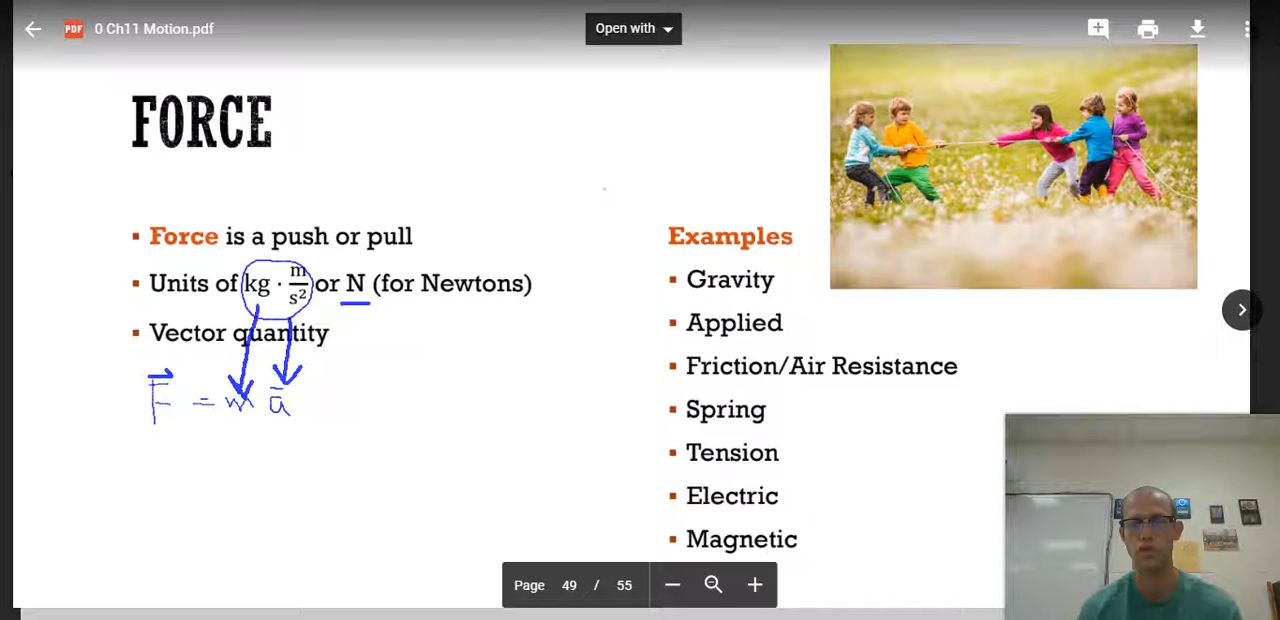 0 Ch11 Motion.pdf
Open with
FORCE
▪ Force is a push or pull
▪ Units of kg · m/s² or N (for Newtons)
▪ Vector quantity
F = m a
Examples
▪ Gravity
▪ Applied
▪ Friction/Air Resistance
▪ Spring
▪ Tension
▪ Electric
▪ Magnetic
Page 49 / 55